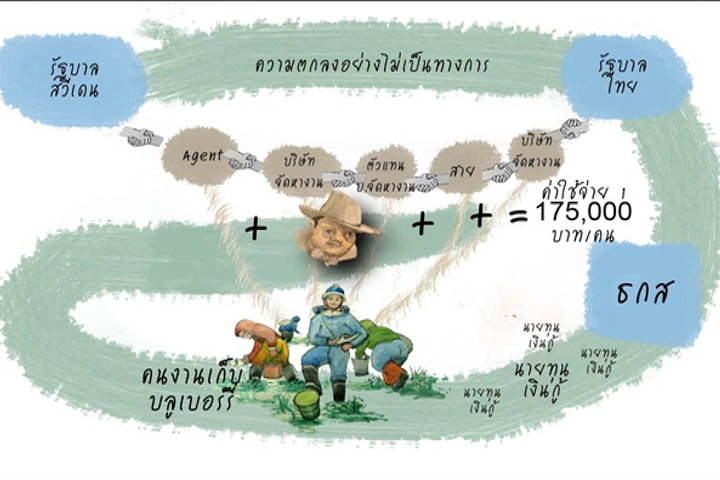 ความตกลงอย่างไม่เป็นทางการ
รัฐบาล
สวีเดน
รัฐบาล
ไทย
Agent
บริษัท
จัดหางาน
ตัวแทน
บ.จัดหางาน
สาย
บริษัท
จัดหางาน
+
+
+
=
ค่าใช้จ่าย
175,000
บาท/คน
ธกส
คนงานเก็บ
บลูเบอร์รี่
นายทุน
เงินกู้
นายทุน
เงินกู้
นายทุน
เงินกู้
นายทุน
เงินกู้